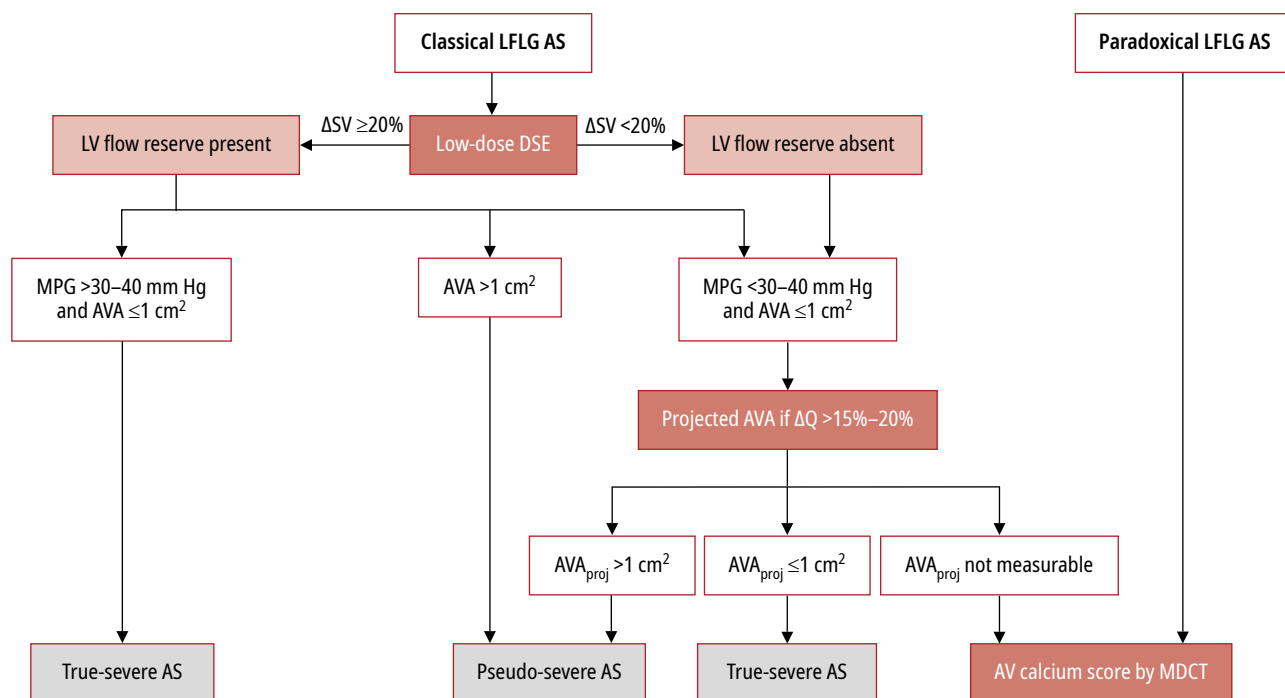 Classical LFLG AS
Paradoxical LFLG AS
LV flow reserve present
ΔSV ≥20%
Low-dose DSE
ΔSV <20%
LV flow reserve absent
MPG >30–40 mm Hg
and AVA ≤1 cm²
AVA >1 cm²
MPG <30–40 mm Hg
and AVA ≤1 cm²
Projected AVA if ΔQ >15%–20%
AVAproj >1 cm²
AVAproj ≤1 cm²
AVAproj not measurable
True-severe AS
Pseudo-severe AS
True-severe AS
AV calcium score by MDCT